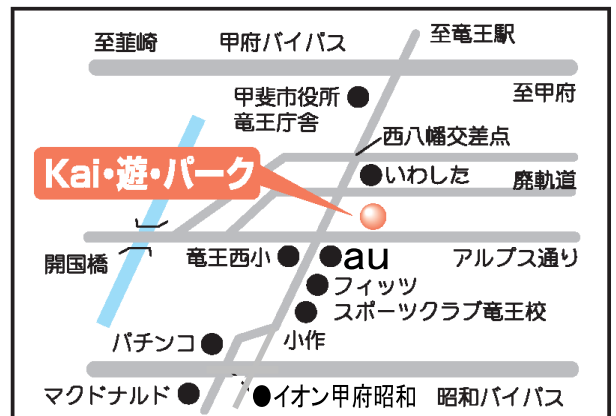 至韮崎
甲府バイパス
至竜王駅
甲斐市役所
竜王庁舎
至甲府
西八幡交差点
Kai・遊・パーク
いわした
廃軌道
開国橋
竜王西小
au
アルプス通り
フィッツ
スポーツクラブ竜王校
パチンコ
小作
マクドナルド
イオン甲府昭和
昭和バイパス